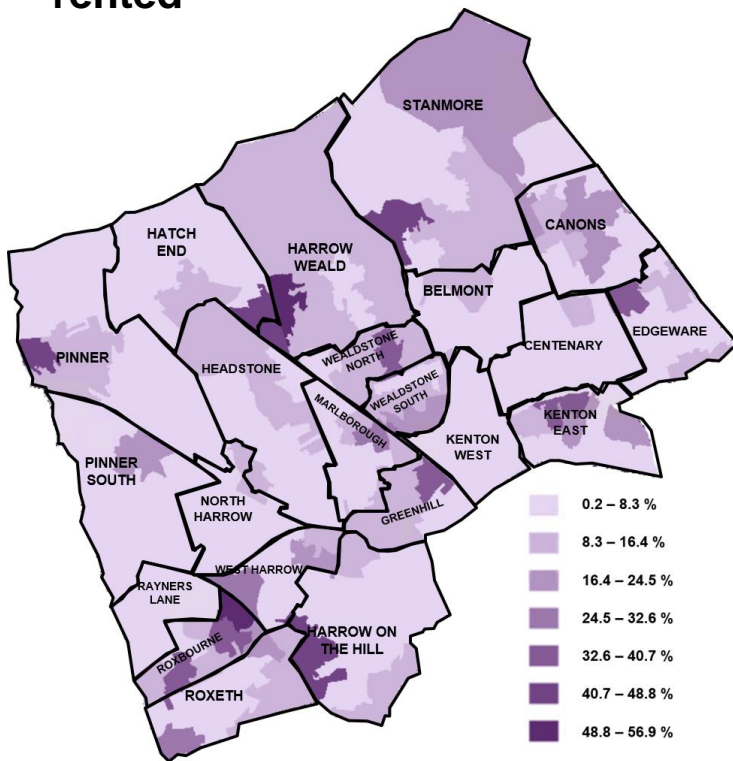 rented
STANMORE
HATCH
END
CANONS
HARROW
WEALD
BELMONT
EDGEWARE
PINNER
CENTENARY
WEALDSTONE
NORTH
HEADSTONE
WEALDSTONE
SOUTH
MARLBOROUGH
KENTON
EAST
KENTON
WEST
PINNER
SOUTH
NORTH
HARROW
GREENHILL
WEST HARROW
RAYNERS
LANE
ROXBOURNE
HARROW ON
THE HILL
ROXETH
0.2 – 8.3 %
8.3 – 16.4 %
16.4 – 24.5 %
24.5 – 32.6 %
32.6 – 40.7 %
40.7 – 48.8 %
48.8 – 56.9 %